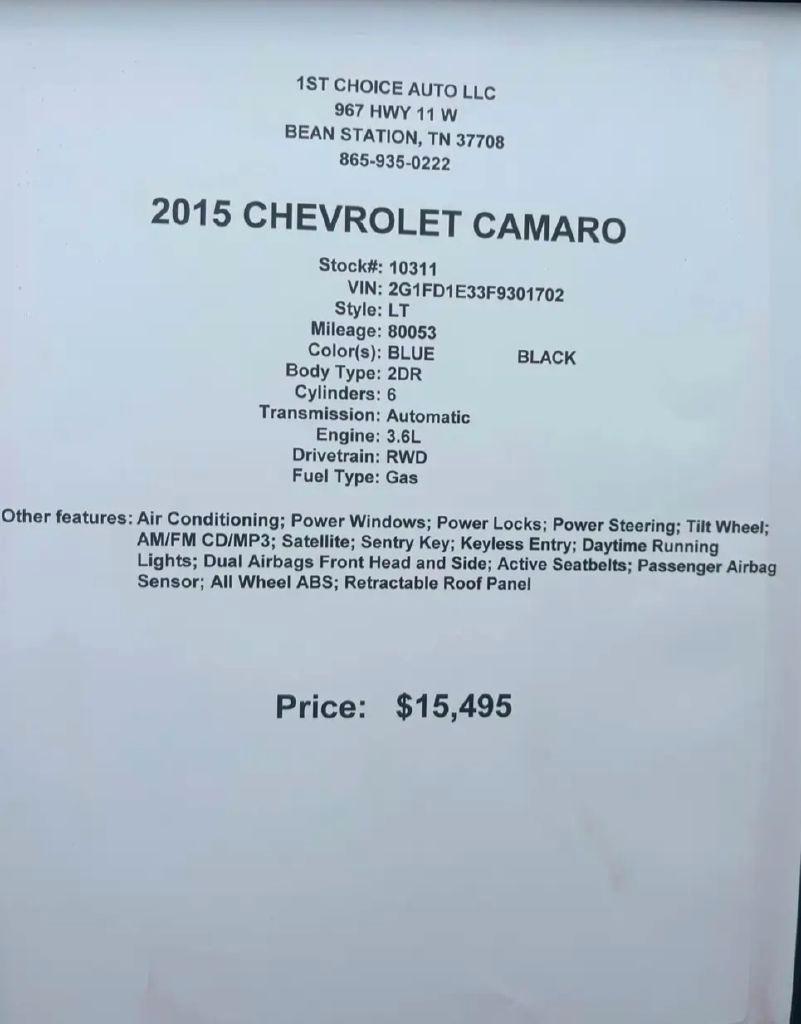 1ST CHOICE AUTO LLC
967 HWY 11 W
BEAN STATION, TN 37708
865-935-0222
2015 CHEVROLET CAMARO
Stock#: 10311
VIN: 2G1FD1E33F9301702
Style: LT
Mileage: 80053
Color(s): BLUE BLACK
Body Type: 2DR
Cylinders: 6
Transmission: Automatic
Engine: 3.6L
Drivetrain: RWD
Fuel Type: Gas
Other features: Air Conditioning; Power Windows; Power Locks; Power Steering; Tilt Wheel;
AM/FM CD/MP3; Satellite; Sentry Key; Keyless Entry; Daytime Running
Lights; Dual Airbags Front Head and Side; Active Seatbelts; Passenger Airbag
Sensor; All Wheel ABS; Retractable Roof Panel
Price: $15,495